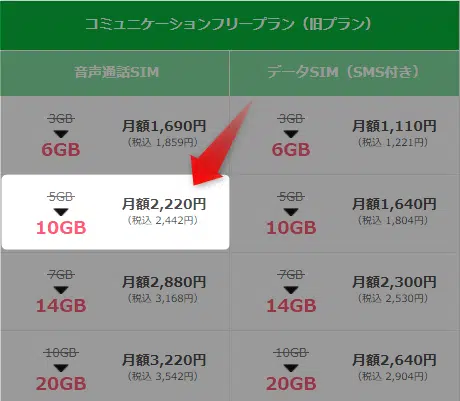 コミュニケーションフリープラン（旧プラン）
音声通話SIM データSIM（SMS付き）
3GB 月額1,690円 3GB 月額1,110円
6GB （税込 1,859円） 6GB （税込 1,221円）
5GB 月額2,220円 5GB 月額1,640円
10GB （税込 2,442円） 10GB （税込 1,804円）
7GB 月額2,880円 7GB 月額2,300円
14GB （税込 3,168円） 14GB （税込 2,530円）
10GB 月額3,220円 10GB 月額2,640円
20GB （税込 3,542円） 20GB （税込 2,904円）